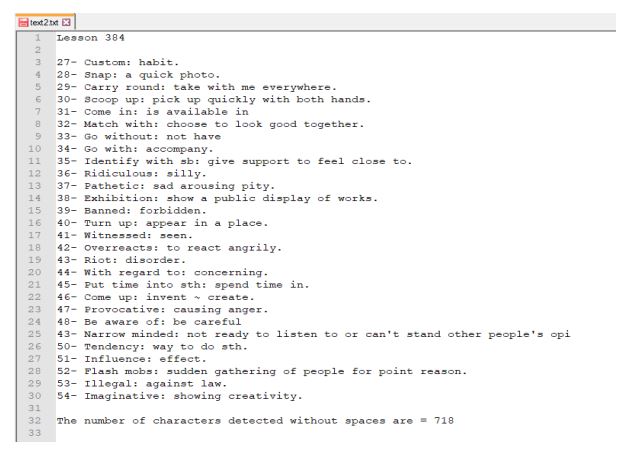 text2.txt
1 Lesson 384
2
3 27- Custom: habit.
4 28- Snap: a quick photo.
5 29- Carry round: take with me everywhere.
6 30- Scoop up: pick up quickly with both hands.
7 31- Come in: is available in
8 32- Match with: choose to look good together.
9 33- Go without: not have
10 34- Go with: accompany.
11 35- Identify with sb: give support to feel close to.
12 36- Ridiculous: silly.
13 37- Pathetic: sad arousing pity.
14 38- Exhibition: show a public display of works.
15 39- Banned: forbidden.
16 40- Turn up: appear in a place.
17 41- Witnessed: seen.
18 42- Overreacts: to react angrily.
19 43- Riot: disorder.
20 44- With regard to: concerning.
21 45- Put time into sth: spend time in.
22 46- Come up: invent ~ create.
23 47- Provocative: causing anger.
24 48- Be aware of: be careful
25 43- Narrow minded: not ready to listen to or can't stand other people's opi
26 50- Tendency: way to do sth.
27 51- Influence: effect.
28 52- Flash mobs: sudden gathering of people for point reason.
29 53- Illegal: against law.
30 54- Imaginative: showing creativity.
31
32 The number of characters detected without spaces are = 718
33